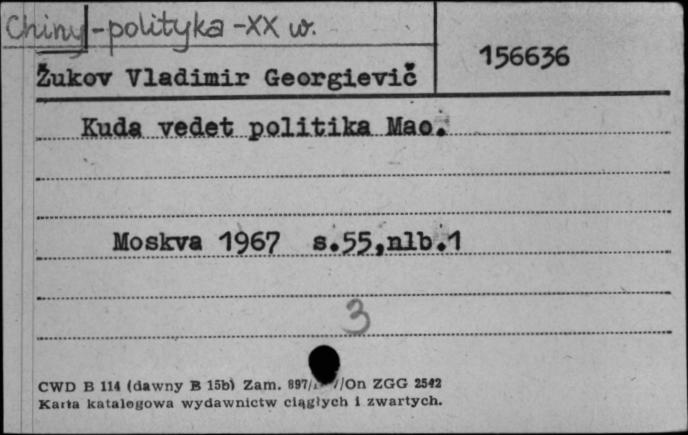 Chiny - polityka - XX w.
156636
Žukov Vladimir Georgievič
Kuda vedet politika Mao.
Moskva 1967 s.55,nlb.1
3
CWD B 114 (dawny B 15b) Zam. 897/ /On ZGG 2542
Karta katalogowa wydawnictw ciągłych i zwartych.